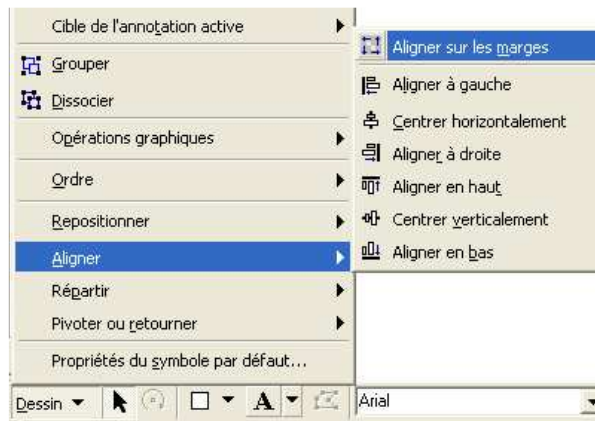 Cible de l'annotation active
Grouper
Dissocier
Opérations graphiques
Ordre
Repositionner
Aligner
Répartir
Pivoter ou retourner
Propriétés du symbole par défaut...
Aligner sur les marges
Aligner à gauche
Centrer horizontalement
Aligner à droite
Aligner en haut
Centrer verticalement
Aligner en bas
Dessin A Arial